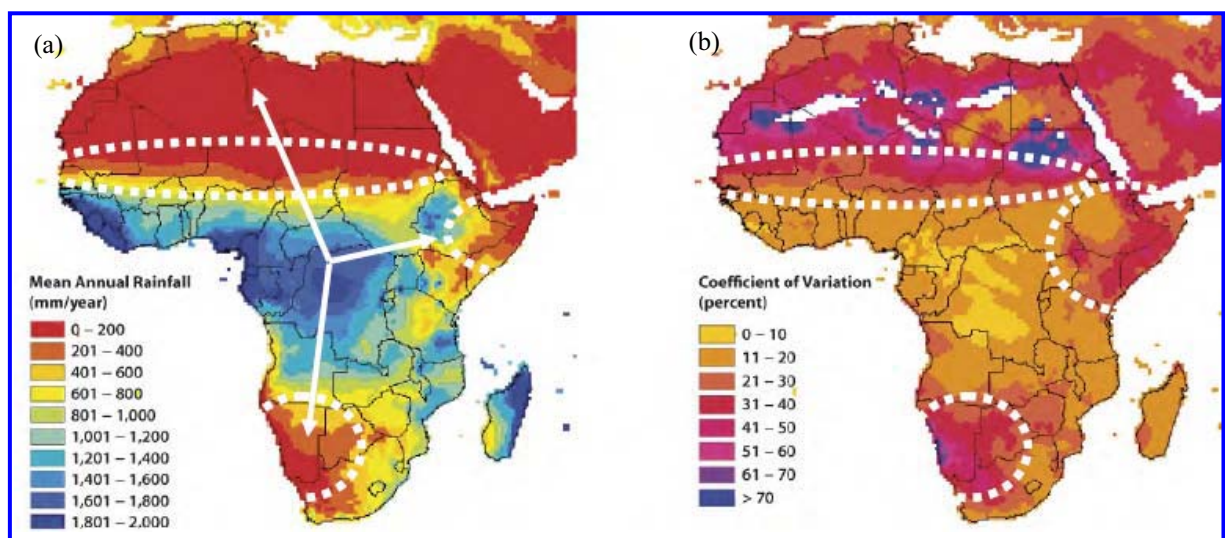 (a)
Mean Annual Rainfall
(mm/year)
0 – 200
201 – 400
401 – 600
601 – 800
801 – 1,000
1,001 – 1,200
1,201 – 1,400
1,401 – 1,600
1,601 – 1,800
1,801 – 2,000
(b)
Coefficient of Variation
(percent)
0 – 10
11 – 20
21 – 30
31 – 40
41 – 50
51 – 60
61 – 70
> 70